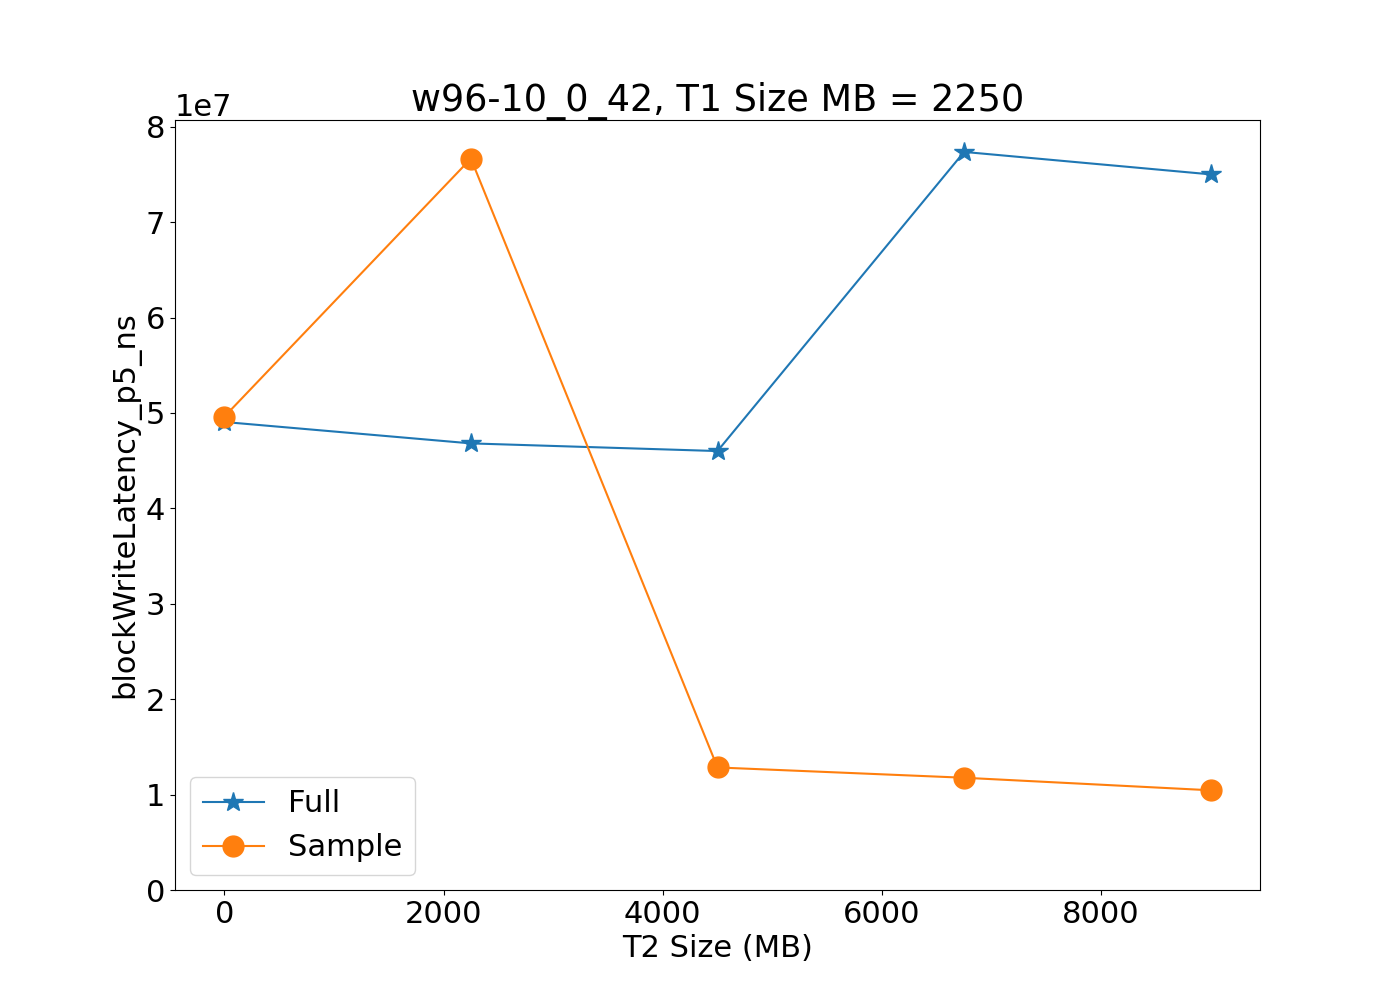 w96-10_0_42, T1 Size MB = 2250
1e7
8
7
6
5
4
3
2
1
0
blockWriteLatency_p5_ns
Full
Sample
0 2000 4000 6000 8000
T2 Size (MB)